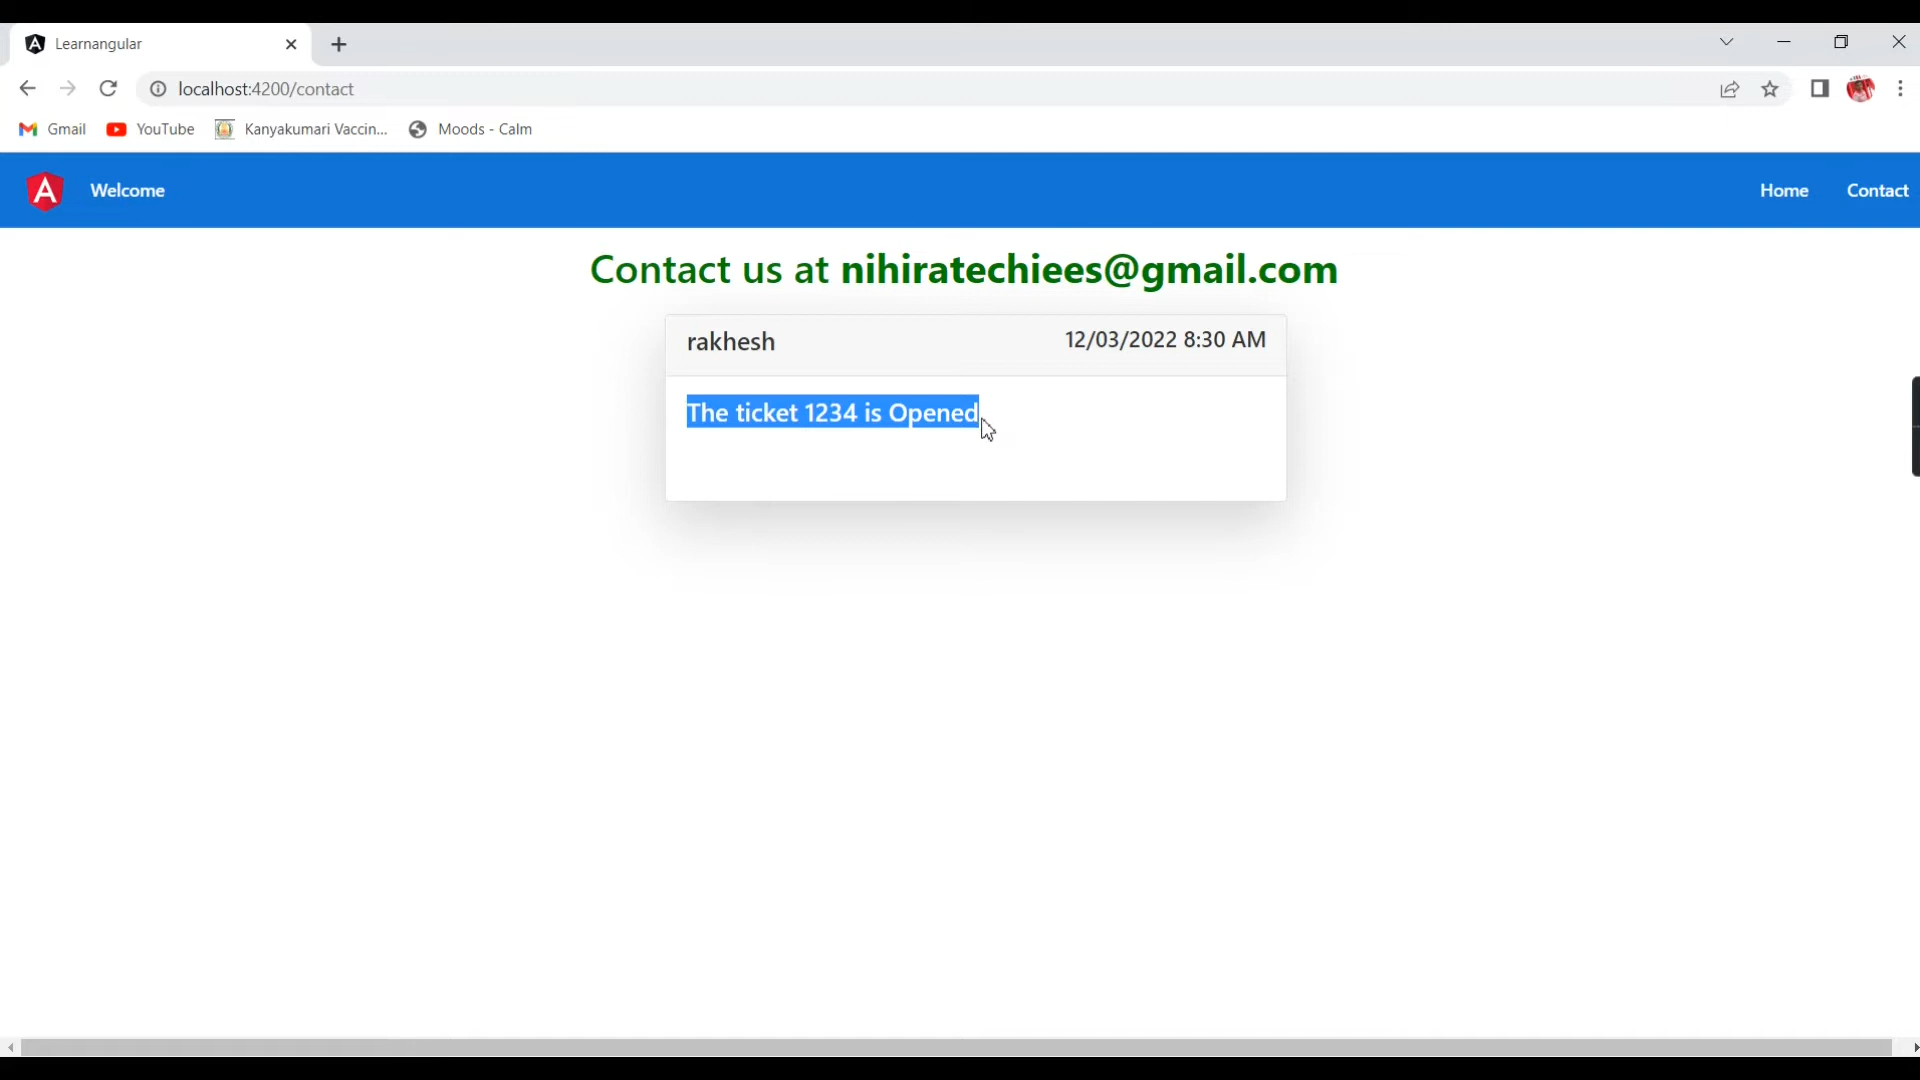 Learnangular
localhost:4200/contact
Gmail YouTube Kanyakumari Vaccin... Moods - Calm
Welcome Home Contact
Contact us at nihiratechiees@gmail.com
rakhesh 12/03/2022 8:30 AM
The ticket 1234 is Opened